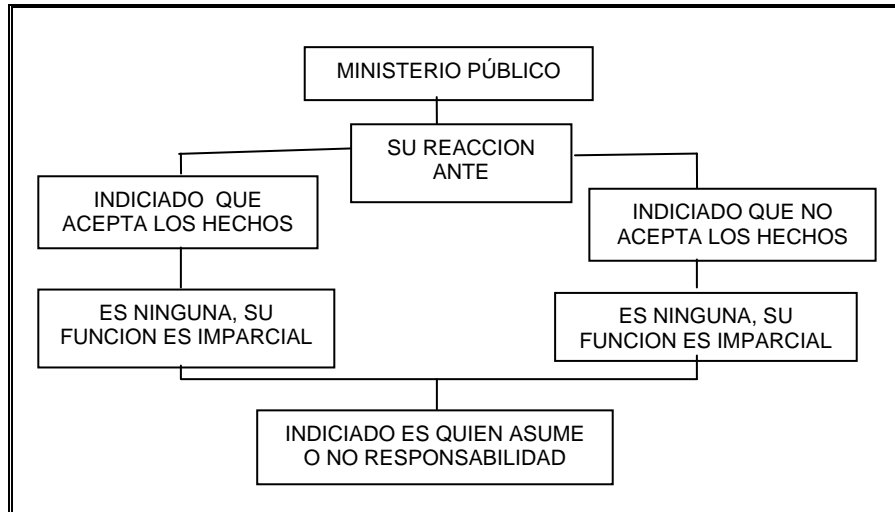 MINISTERIO PÚBLICO
SU REACCION
ANTE
INDICIADO QUE
ACEPTA LOS HECHOS
INDICIADO QUE NO
ACEPTA LOS HECHOS
ES NINGUNA, SU
FUNCION ES IMPARCIAL
ES NINGUNA, SU
FUNCION ES IMPARCIAL
INDICIADO ES QUIEN ASUME
O NO RESPONSABILIDAD